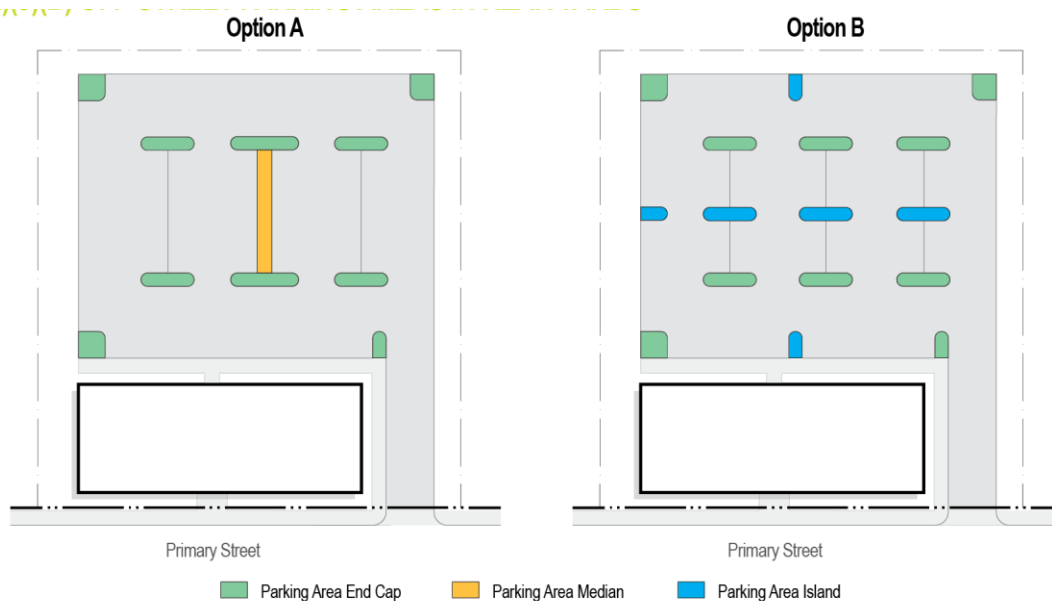 Option A
Option B
Primary Street
Primary Street
Parking Area End Cap
Parking Area Median
Parking Area Island